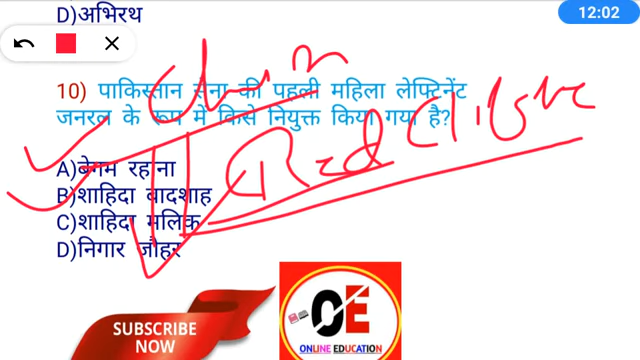 D)अभिरथ
12:02
10) पाकिस्तान सेना की पहली महिला लेफ्टिनेंट
जनरल के रूप मे किसे नियुक्त किया गया है?
A)बेगम रहाना
B)शाहिदा बादशाह
C)शाहिदा मलिक
D)निगार जौहर
SUBSCRIBE
NOW
OE
ONLINE EDUCATION